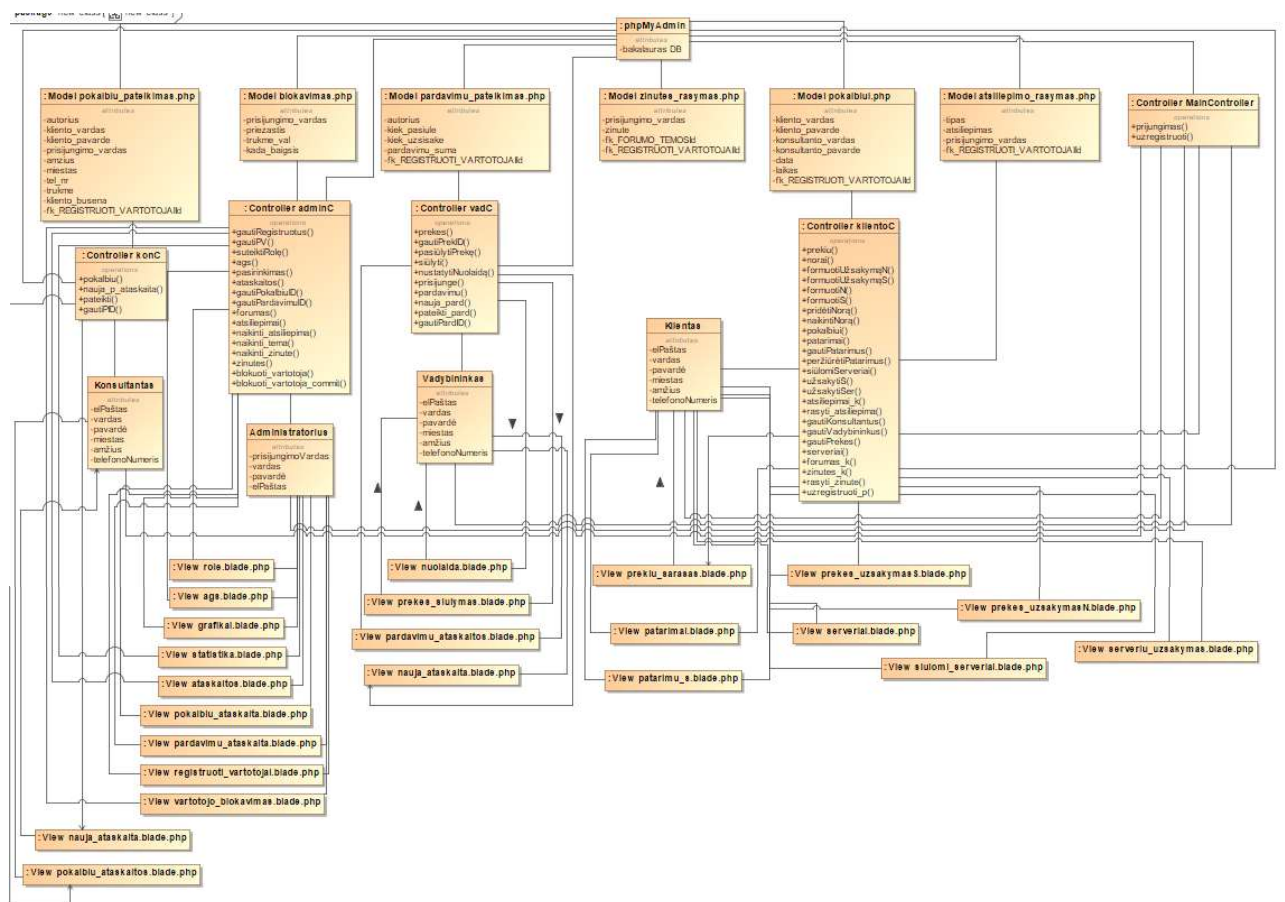 : phpMyAdmin
attributes
-bakalauras DB
: Model pokalbiu_pateikimas.php
attributes
-autorius
-kliento_vardas
-kliento_pavarde
-prisijungimo_vardas
-amzius
-miestas
-tel_nr
-trukme
-kliento_busena
-fk_REGISTRUOTI_VARTOTOJAIid
: Model blokavimas.php
attributes
-prisijungimo_vardas
-priezastis
-trukme_val
-kada_baigsis
: Model pardavimu_pateikimas.php
attributes
-autorius
-kiek_pasiule
-kiek_uzsisake
-pardavimu_suma
-fk_REGISTRUOTI_VARTOTOJAIid
: Model zinutes_rasymas.php
attributes
-prisijungimo_vardas
-zinute
-fk_FORUMO_TEMOSid
-fk_REGISTRUOTI_VARTOTOJAIid
: Model pokalbiui.php
attributes
-kliento_vardas
-kliento_pavarde
-konsultanto_vardas
-konsultanto_pavarde
-data
-laikas
-fk_REGISTRUOTI_VARTOTOJAIid
: Model atsiliepimo_rasymas.php
attributes
-tipas
-atsiliepimas
-prisijungimo_vardas
-fk_REGISTRUOTI_VARTOTOJAIid
: Controller MainController
operations
+prijungimas()
+uzregistruoti()
: Controller konC
operations
+pokalbiu()
+nauja_p_ataskaita()
+pateikti()
+gautiPID()
: Controller adminC
operations
+gautiRegistruotus()
+gautiPV()
+suteiktiRolę()
+ags()
+pasirinkimas()
+ataskaitos()
+gautiPokalbiuID()
+gautiPardavimuID()
+forumas()
+atsiliepimai()
+naikinti_atsiliepima()
+naikinti_tema()
+naikinti_zinute()
+zinutes()
+blokuoti_vartotoja()
+blokuoti_vartotoja_commit()
: Controller vadC
operations
+prekes()
+gautiPrekID()
+pasiūlytiPrekę()
+siūlyti()
+nustatytiNuolaidą()
+prisijunge()
+pardavimu()
+nauja_pard()
+pateikti_pard()
+gautiPardID()
: Controller klientoC
operations
+prekiu()
+norai()
+formuotiUžsakymąN()
+formuotiUžsakymąS()
+formuotiN()
+formuotiS()
+pridėtiNorą()
+naikintiNorą()
+pokalbiui()
+patarimai()
+gautiPatarimus()
+peržiūrėtiPatarimus()
+siūlomiServeriai()
+užsakytiS()
+užsakytiSer()
+atsiliepimai_k()
+rasyti_atsiliepima()
+gautiKonsultantus()
+gautiVadybininkus()
+gautiPrekes()
+serveriai()
+forumas_k()
+zinutes_k()
+rasyti_zinute()
+uzregistruoti_p()
Konsultantas
attributes
-elPaštas
-vardas
-pavardė
-miestas
-amžius
-telefonoNumeris
Administratorius
attributes
-prisijungimoVardas
-vardas
-pavardė
-elPaštas
Vadybininkas
attributes
-elPaštas
-vardas
-pavardė
-miestas
-amžius
-telefonoNumeris
Klientas
attributes
-elPaštas
-vardas
-pavardė
-miestas
-amžius
-telefonoNumeris
: View role.blade.php
: View ags.blade.php
: View grafikai.blade.php
: View statistika.blade.php
: View ataskaitos.blade.php
: View pokalbiu_ataskaita.blade.php
: View pardavimu_ataskaita.blade.php
: View registruoti_vartotojai.blade.php
: View vartotojo_blokavimas.blade.php
: View nauja_ataskaita.blade.php
: View pokalbiu_ataskaitos.blade.php
: View nuolaida.blade.php
: View prekes_siulymas.blade.php
: View pardavimu_ataskaitos.blade.php
: View nauja_ataskaita.blade.php
: View prekiu_sarasas.blade.php
: View prekes_uzsakymasS.blade.php
: View prekes_uzsakymasN.blade.php
: View patarimai.blade.php
: View serveriai.blade.php
: View serveriu_uzsakymas.blade.php
: View siulomi_serveriai.blade.php
: View patarimu_s.blade.php